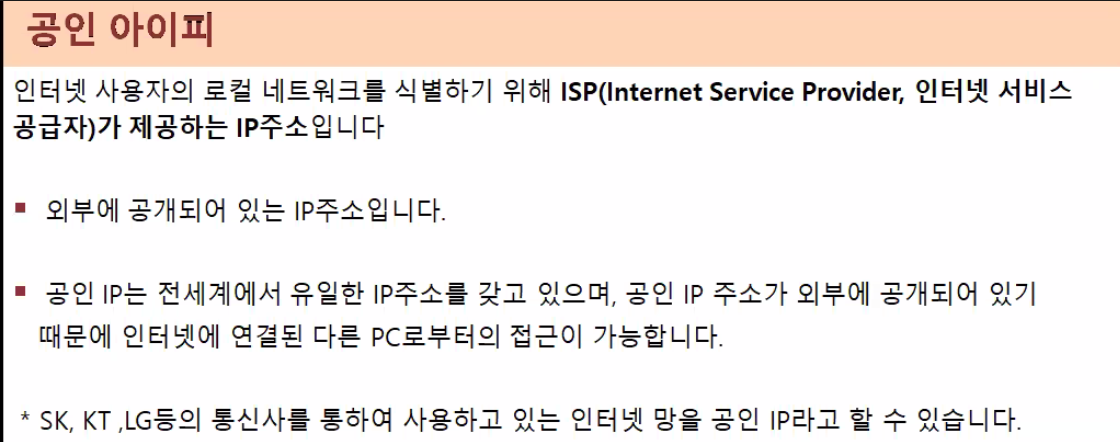 공인 아이피
인터넷 사용자의 로컬 네트워크를 식별하기 위해 ISP(Internet Service Provider, 인터넷 서비스
공급자)가 제공하는 IP주소입니다
▪ 외부에 공개되어 있는 IP주소입니다.
▪ 공인 IP는 전세계에서 유일한 IP주소를 갖고 있으며, 공인 IP 주소가 외부에 공개되어 있기
때문에 인터넷에 연결된 다른 PC로부터의 접근이 가능합니다.
* SK, KT ,LG등의 통신사를 통하여 사용하고 있는 인터넷 망을 공인 IP라고 할 수 있습니다.